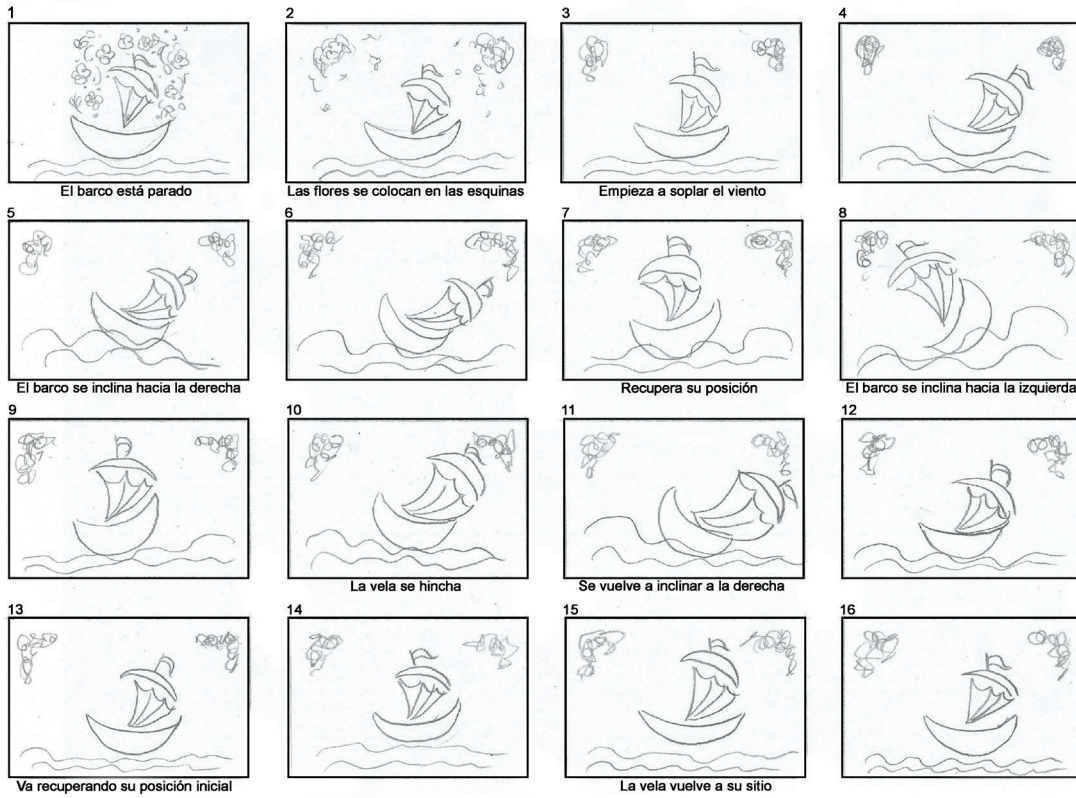 1
2
3
4
El barco está parado
Las flores se colocan en las esquinas
Empieza a soplar el viento
5
6
7
8
El barco se inclina hacia la derecha
Recupera su posición
El barco se inclina hacia la izquierda
9
10
11
12
La vela se hincha
Se vuelve a inclinar a la derecha
13
14
15
16
Va recuperando su posición inicial
La vela vuelve a su sitio